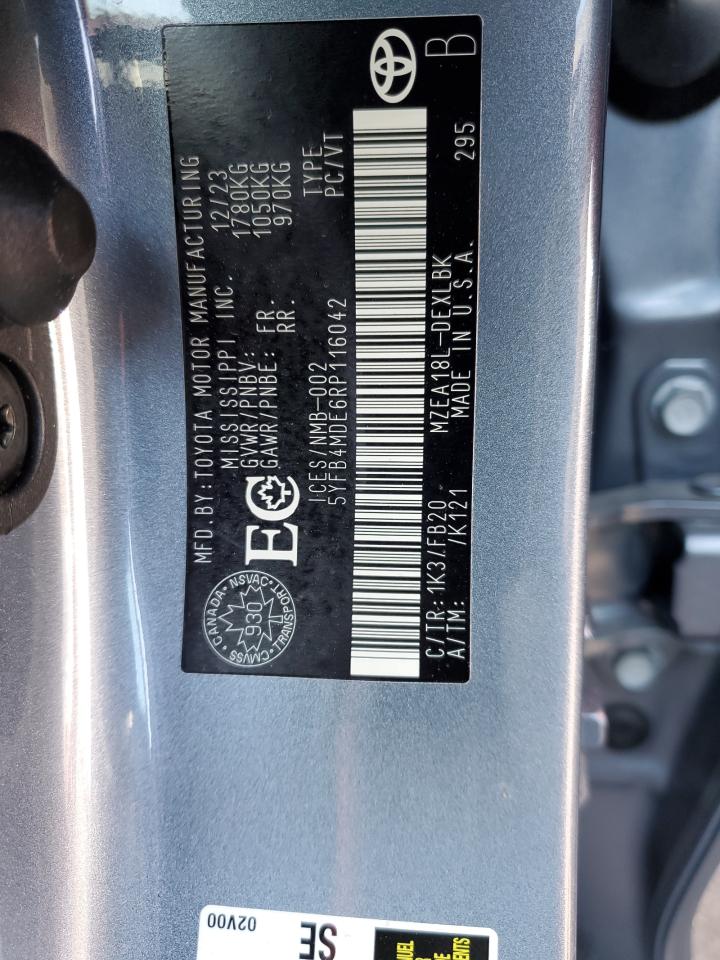 MFD.BY:TOYOTA MOTOR MANUFACTURING
MISSISSIPPI, INC. 12/23
GVWR/PNBV: 1780KG
GAWR/PNBE: FR. 1050KG
RR. 970KG
CANADA · NSVAC · TRANSPORT · CMVSS ·
930
EC
ICES/NMB-002 TYPE
5YFB4MDE6RP116042 PC/VT
C/TR: 1K3/FB20 MZEA18L-DEXLBK 295 B
A/TM: /K121 MADE IN U.S.A.
02V00
SE